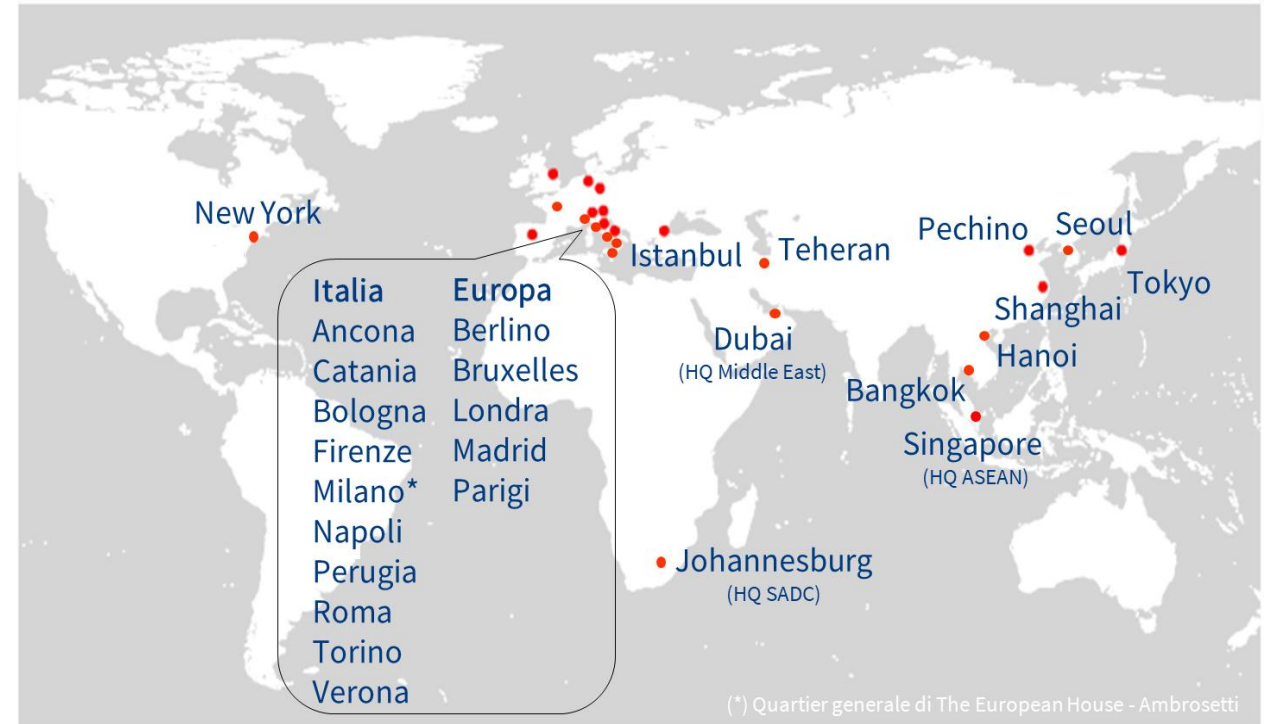 New York
Istanbul
Teheran
Pechino
Seoul
Tokyo
Shanghai
Hanoi
Dubai
(HQ Middle East)
Bangkok
Singapore
(HQ ASEAN)
Johannesburg
(HQ SADC)
Italia
Ancona
Catania
Bologna
Firenze
Milano*
Napoli
Perugia
Roma
Torino
Verona
Europa
Berlino
Bruxelles
Londra
Madrid
Parigi
(*) Quartier generale di The European House - Ambrosetti